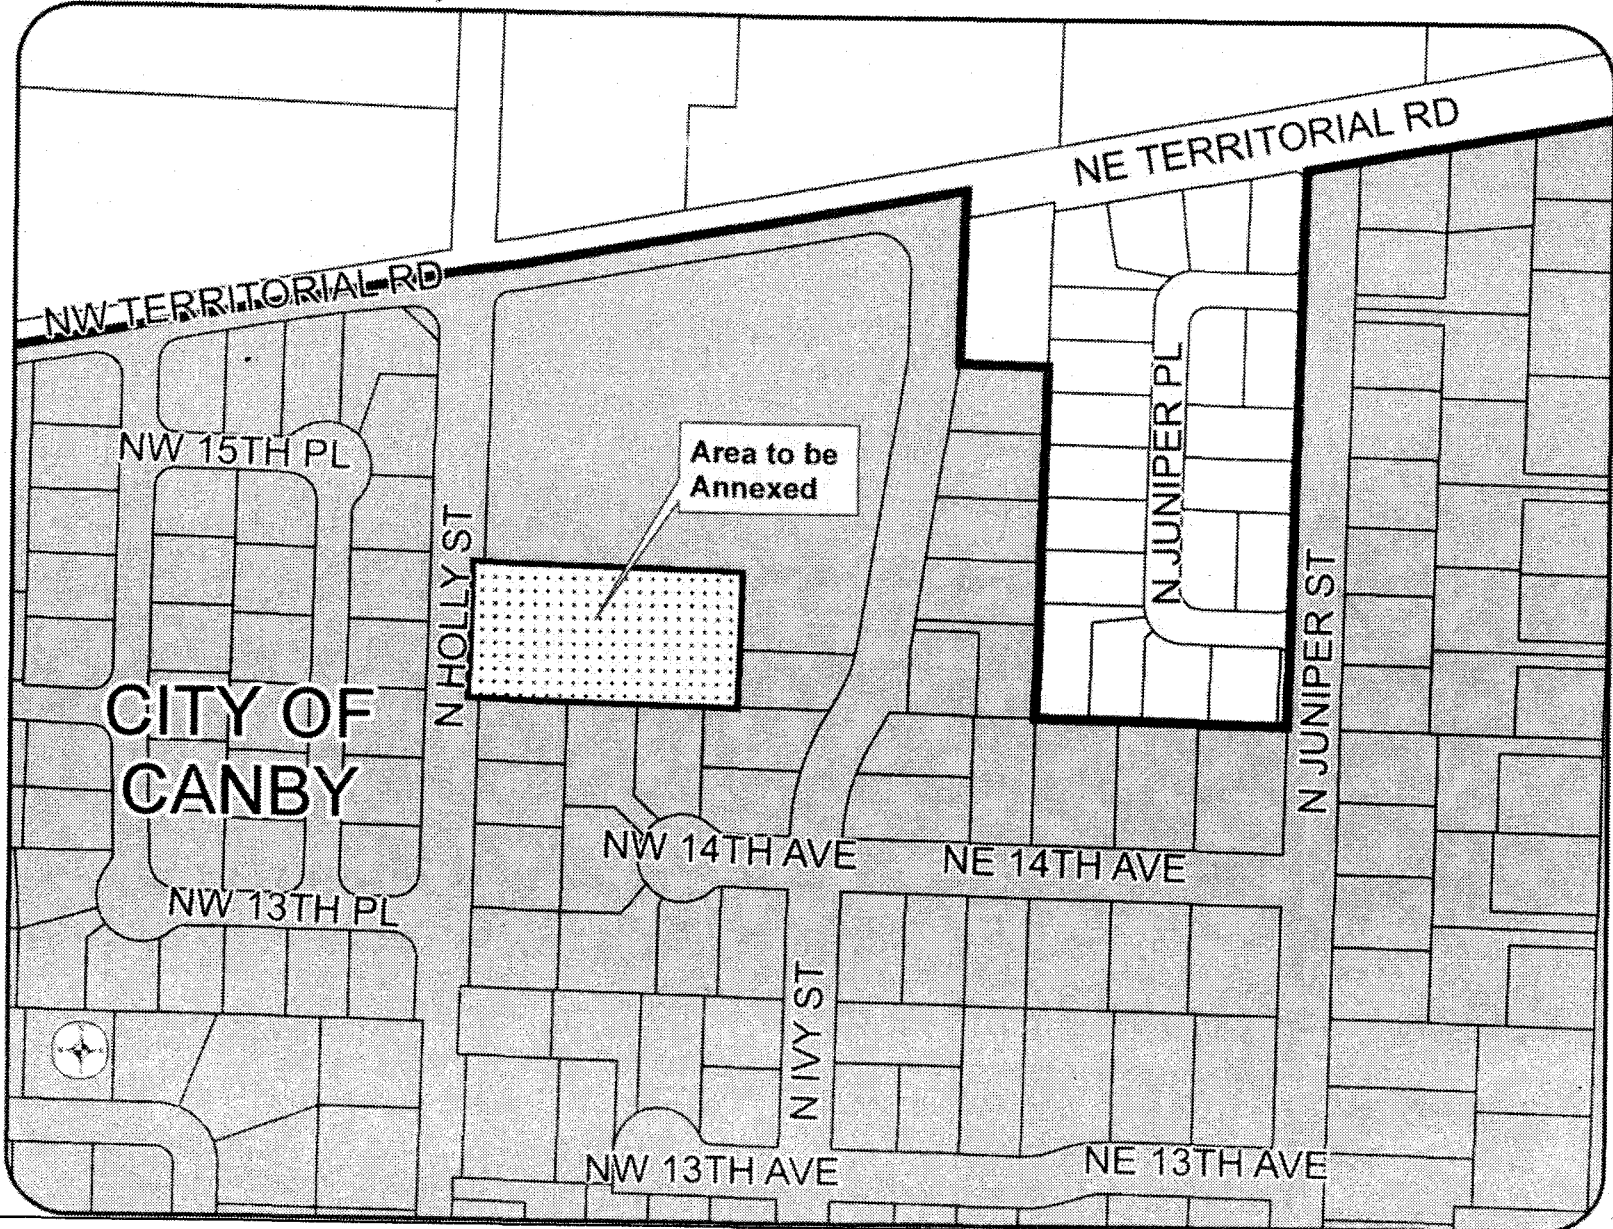 NE TERRITORIAL RD
NW TERRITORIAL RD
NW 15TH PL
Area to be
Annexed
N JUNIPER PL
N HOLLY ST
N JUNIPER ST
CITY OF
CANBY
NW 14TH AVE
NE 14TH AVE
NW 13TH PL
N IVY ST
NW 13TH AVE
NE 13TH AVE